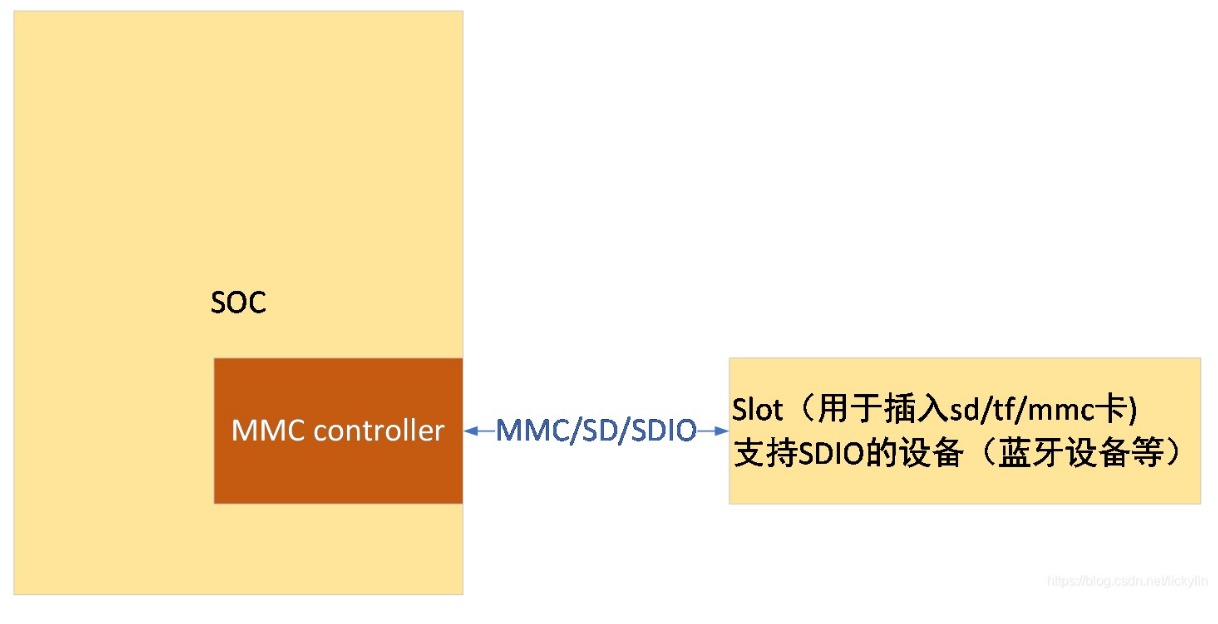 SOC
MMC controller
MMC/SD/SDIO
Slot（用于插入sd/tf/mmc卡)
支持SDIO的设备（蓝牙设备等）
https://blog.csdn.net/lickylin